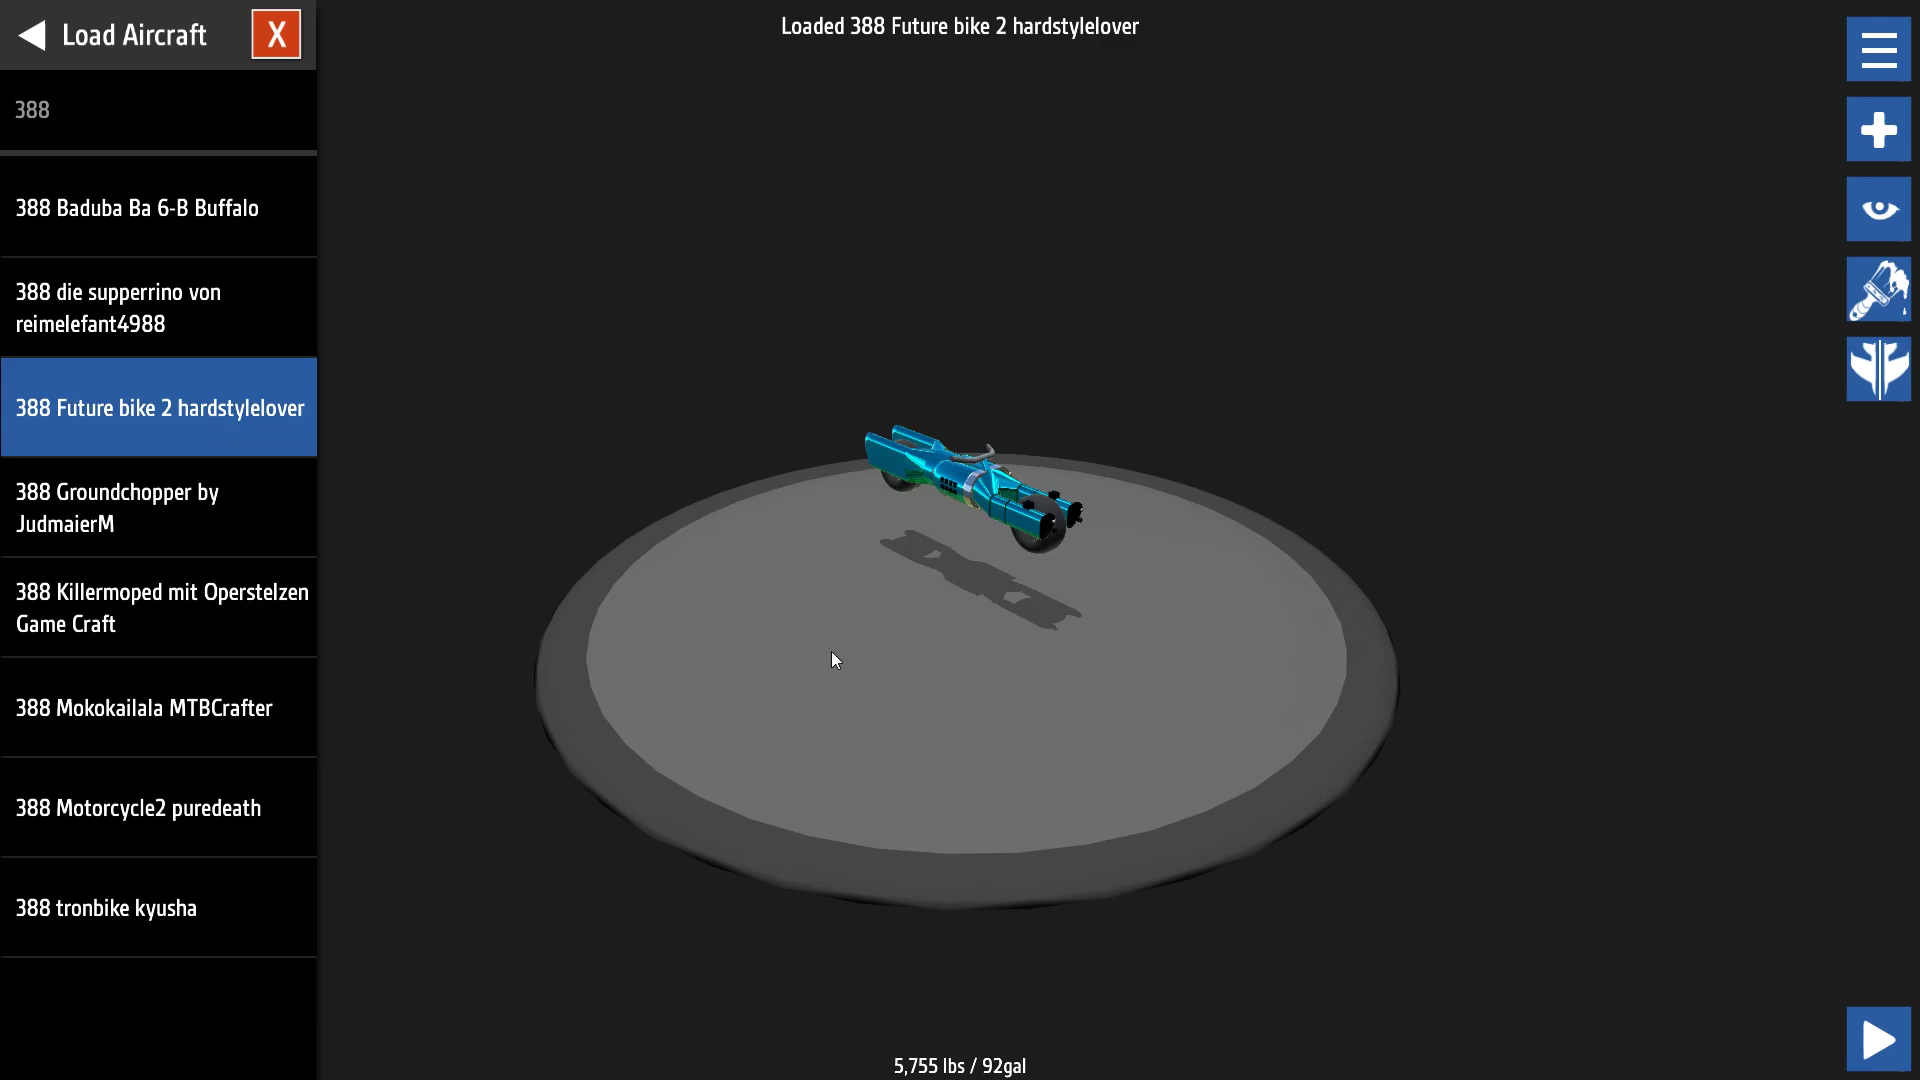 Load Aircraft
X
Loaded 388 Future bike 2 hardstylelover
388
388 Baduba Ba 6-B Buffalo
388 die supperrino von
reimelefant4988
388 Future bike 2 hardstylelover
388 Groundchopper by
JudmaierM
388 Killermoped mit Operstelzen
Game Craft
388 Mokokailala MTBCrafter
388 Motorcycle2 puredeath
388 tronbike kyusha
5,755 lbs / 92gal